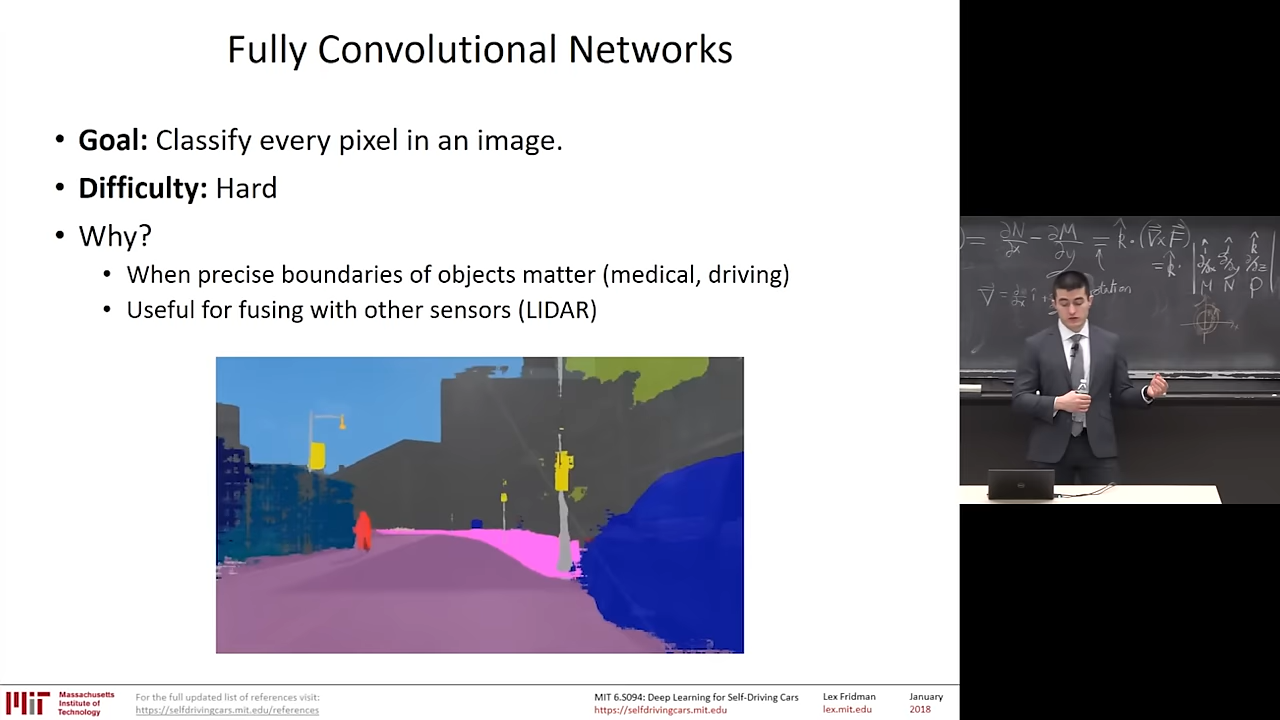 Fully Convolutional Networks
• Goal: Classify every pixel in an image.
• Difficulty: Hard
• Why?
• When precise boundaries of objects matter (medical, driving)
• Useful for fusing with other sensors (LIDAR)
MIT
Massachusetts
Institute of
Technology
For the full updated list of references visit:
https://selfdrivingcars.mit.edu/references
MIT 6.S094: Deep Learning for Self-Driving Cars
https://selfdrivingcars.mit.edu
Lex Fridman
lex.mit.edu
January
2018
= ∂N/∂x − ∂M/∂y = k̂ · (∇⃗×F⃗)
M N P